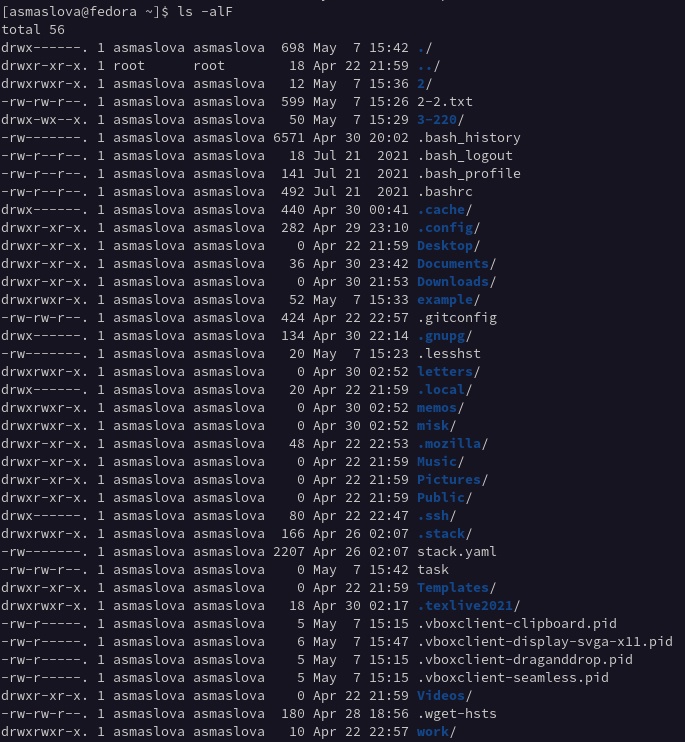 [asmaslova@fedora ~]$ ls -alF
total 56
drwx------. 1 asmaslova asmaslova  698 May  7 15:42 ./
drwxr-xr-x. 1 root      root        18 Apr 22 21:59 ../
drwxrwxr-x. 1 asmaslova asmaslova   12 May  7 15:36 2/
-rw-rw-r--. 1 asmaslova asmaslova  599 May  7 15:26 2-2.txt
drwx-wx--x. 1 asmaslova asmaslova   50 May  7 15:29 3-220/
-rw-------. 1 asmaslova asmaslova 6571 Apr 30 20:02 .bash_history
-rw-r--r--. 1 asmaslova asmaslova   18 Jul 21  2021 .bash_logout
-rw-r--r--. 1 asmaslova asmaslova  141 Jul 21  2021 .bash_profile
-rw-r--r--. 1 asmaslova asmaslova  492 Jul 21  2021 .bashrc
drwx------. 1 asmaslova asmaslova  440 Apr 30 00:41 .cache/
drwxr-xr-x. 1 asmaslova asmaslova  282 Apr 29 23:10 .config/
drwxr-xr-x. 1 asmaslova asmaslova    0 Apr 22 21:59 Desktop/
drwxr-xr-x. 1 asmaslova asmaslova   36 Apr 30 23:42 Documents/
drwxr-xr-x. 1 asmaslova asmaslova    0 Apr 30 21:53 Downloads/
drwxrwxr-x. 1 asmaslova asmaslova   52 May  7 15:33 example/
-rw-rw-r--. 1 asmaslova asmaslova  424 Apr 22 22:57 .gitconfig
drwx------. 1 asmaslova asmaslova  134 Apr 30 22:14 .gnupg/
-rw-------. 1 asmaslova asmaslova   20 May  7 15:23 .lesshst
drwxrwxr-x. 1 asmaslova asmaslova    0 Apr 30 02:52 letters/
drwx------. 1 asmaslova asmaslova   20 Apr 22 21:59 .local/
drwxrwxr-x. 1 asmaslova asmaslova    0 Apr 30 02:52 memos/
drwxrwxr-x. 1 asmaslova asmaslova    0 Apr 30 02:52 misk/
drwxr-xr-x. 1 asmaslova asmaslova   48 Apr 22 22:53 .mozilla/
drwxr-xr-x. 1 asmaslova asmaslova    0 Apr 22 21:59 Music/
drwxr-xr-x. 1 asmaslova asmaslova    0 Apr 22 21:59 Pictures/
drwxr-xr-x. 1 asmaslova asmaslova    0 Apr 22 21:59 Public/
drwx------. 1 asmaslova asmaslova   80 Apr 22 22:47 .ssh/
drwxrwxr-x. 1 asmaslova asmaslova  166 Apr 26 02:07 .stack/
-rw-------. 1 asmaslova asmaslova 2207 Apr 26 02:07 stack.yaml
-rw-rw-r--. 1 asmaslova asmaslova    0 May  7 15:42 task
drwxr-xr-x. 1 asmaslova asmaslova    0 Apr 22 21:59 Templates/
drwxrwxr-x. 1 asmaslova asmaslova   18 Apr 30 02:17 .texlive2021/
-rw-r-----. 1 asmaslova asmaslova    5 May  7 15:15 .vboxclient-clipboard.pid
-rw-r-----. 1 asmaslova asmaslova    6 May  7 15:47 .vboxclient-display-svga-x11.pid
-rw-r-----. 1 asmaslova asmaslova    5 May  7 15:15 .vboxclient-draganddrop.pid
-rw-r-----. 1 asmaslova asmaslova    5 May  7 15:15 .vboxclient-seamless.pid
drwxr-xr-x. 1 asmaslova asmaslova    0 Apr 22 21:59 Videos/
-rw-rw-r--. 1 asmaslova asmaslova  180 Apr 28 18:56 .wget-hsts
drwxrwxr-x. 1 asmaslova asmaslova   10 Apr 22 22:57 work/